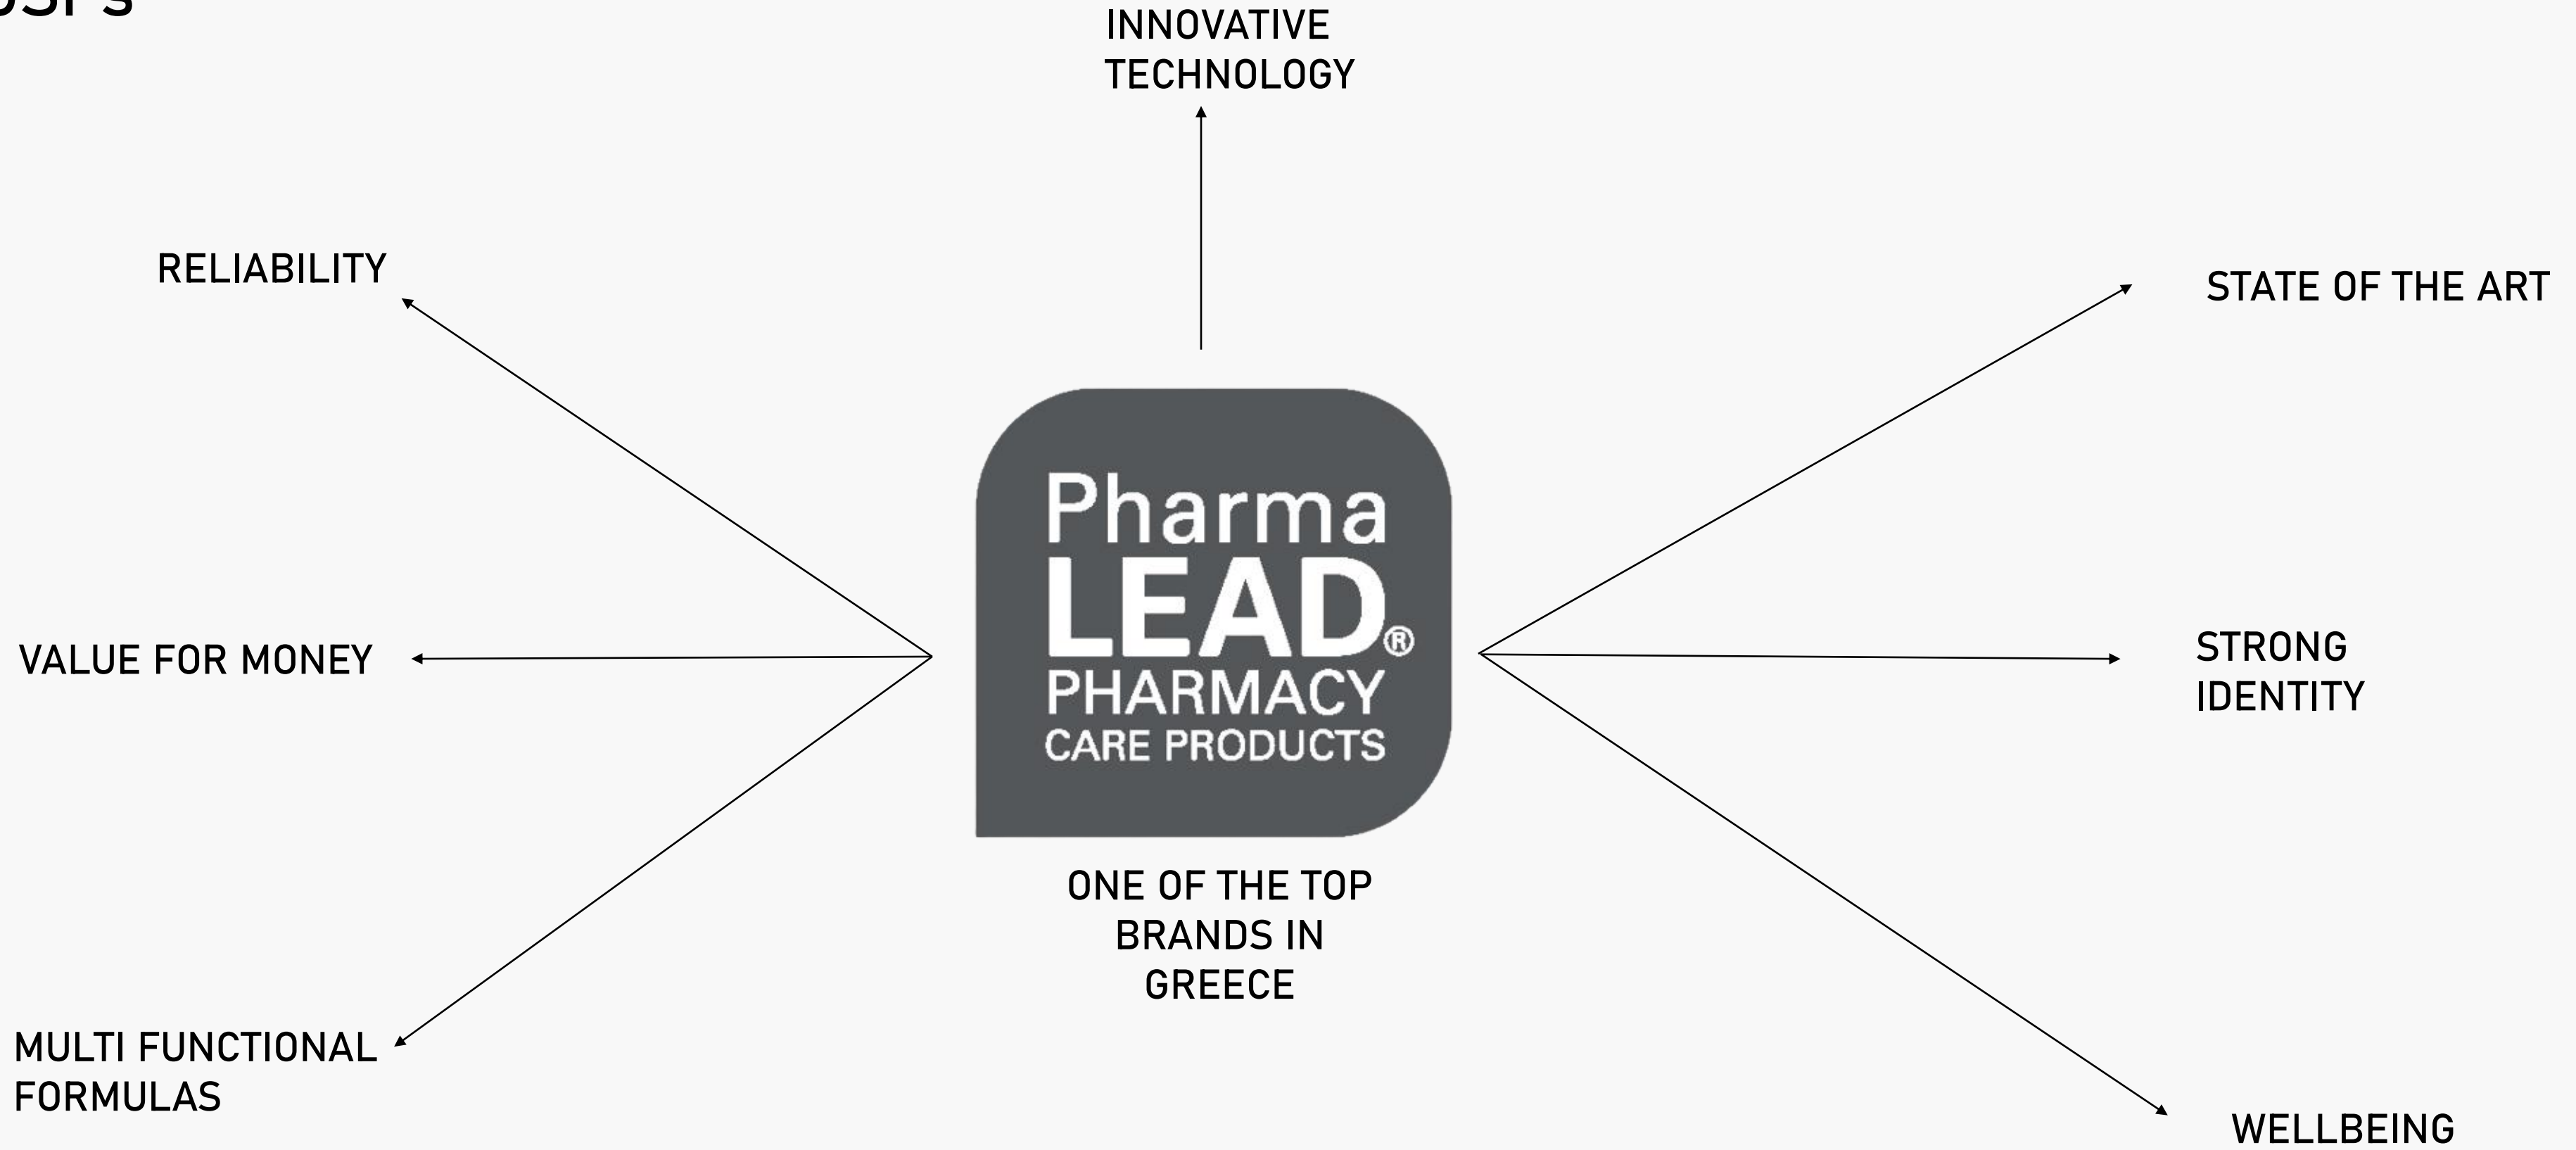 USPs
INNOVATIVE
TECHNOLOGY
RELIABILITY
STATE OF THE ART
Pharma
LEAD®
PHARMACY
CARE PRODUCTS
VALUE FOR MONEY
STRONG
IDENTITY
ONE OF THE TOP
BRANDS IN
GREECE
MULTI FUNCTIONAL
FORMULAS
WELLBEING